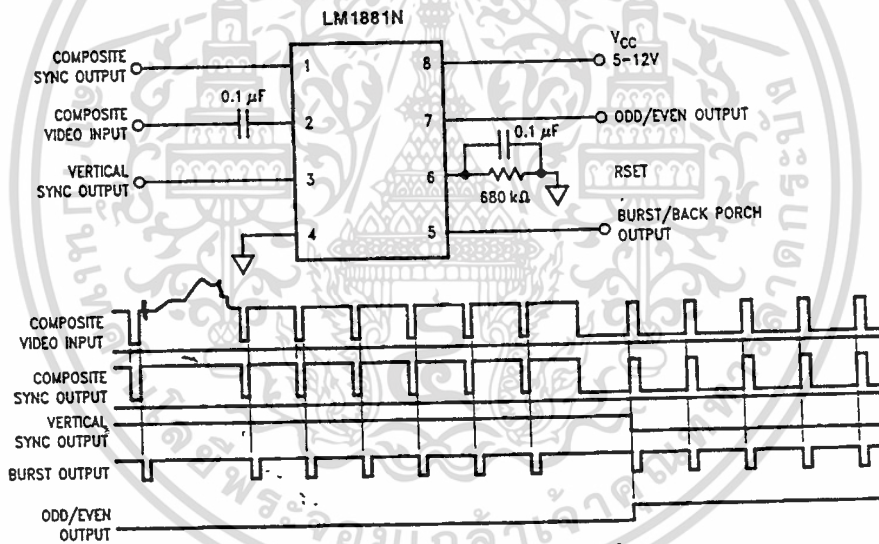 LM1881N
COMPOSITE
SYNC OUTPUT
1
8
VCC
5-12V
0.1 μF
COMPOSITE
VIDEO INPUT
2
7
ODD/EVEN OUTPUT
0.1 μF
VERTICAL
SYNC OUTPUT
3
6
680 kΩ
RSET
4
5
BURST/BACK PORCH
OUTPUT
COMPOSITE
VIDEO INPUT
COMPOSITE
SYNC OUTPUT
VERTICAL
SYNC OUTPUT
BURST OUTPUT
ODD/EVEN
OUTPUT